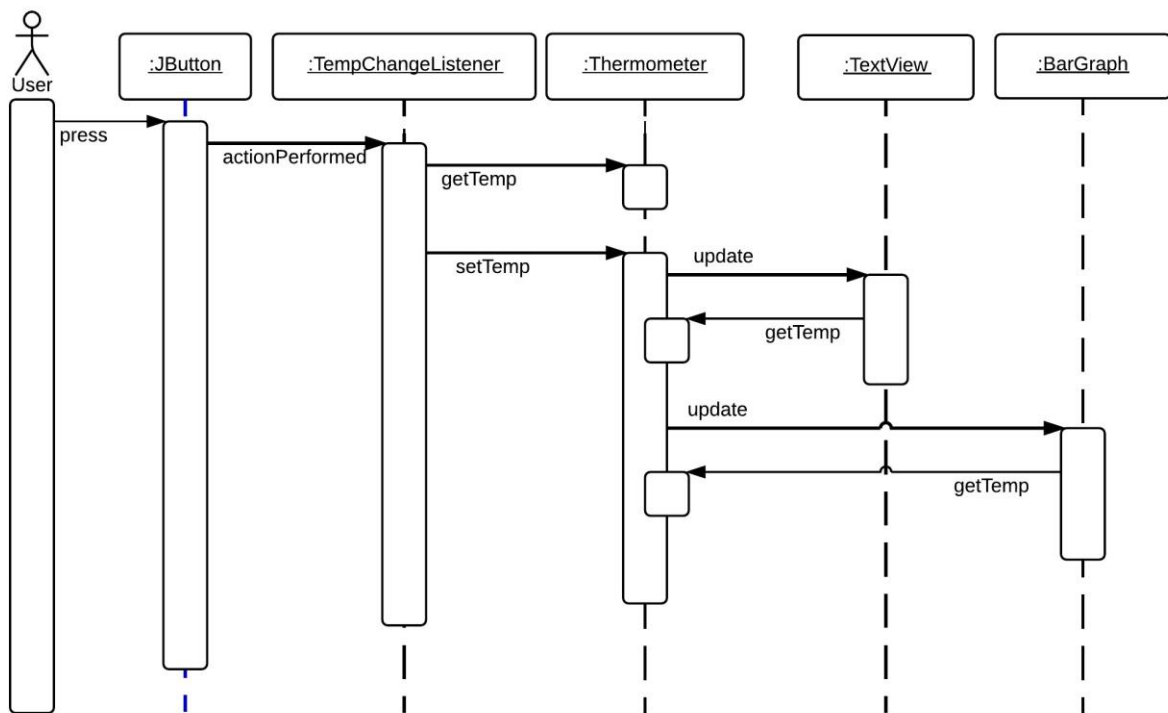 User
:JButton
:TempChangeListener
:Thermometer
:TextView
:BarGraph
press
actionPerformed
getTemp
setTemp
update
getTemp
update
getTemp